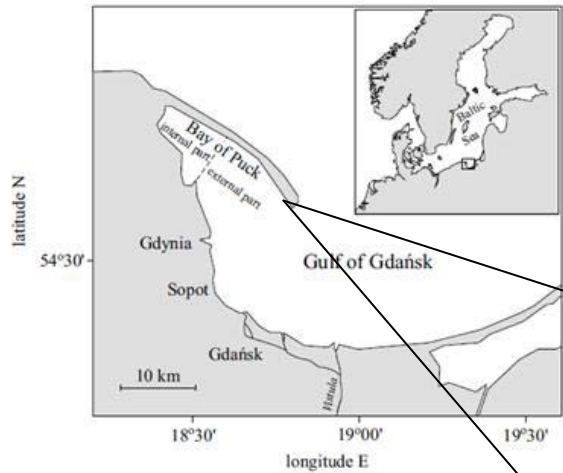 Baltic
Sea
Bay of Puck
internal part
external part
Gdynia
Gulf of Gdańsk
Sopot
Gdańsk
Vistula
10 km
latitude N
54°30'
18°30'
19°00'
19°30'
longitude E